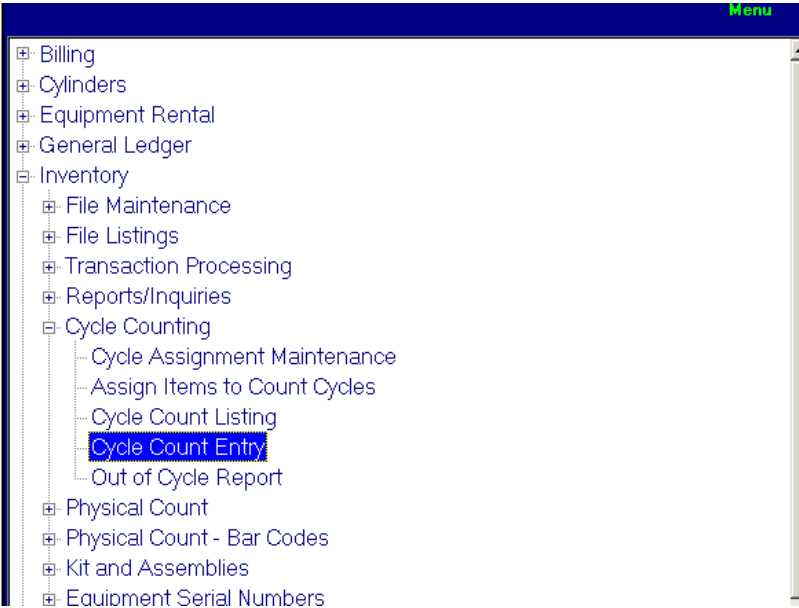 Menu
Billing
Cylinders
Equipment Rental
General Ledger
Inventory
File Maintenance
File Listings
Transaction Processing
Reports/Inquiries
Cycle Counting
Cycle Assignment Maintenance
Assign Items to Count Cycles
Cycle Count Listing
Cycle Count Entry
Out of Cycle Report
Physical Count
Physical Count - Bar Codes
Kit and Assemblies
Equipment Serial Numbers